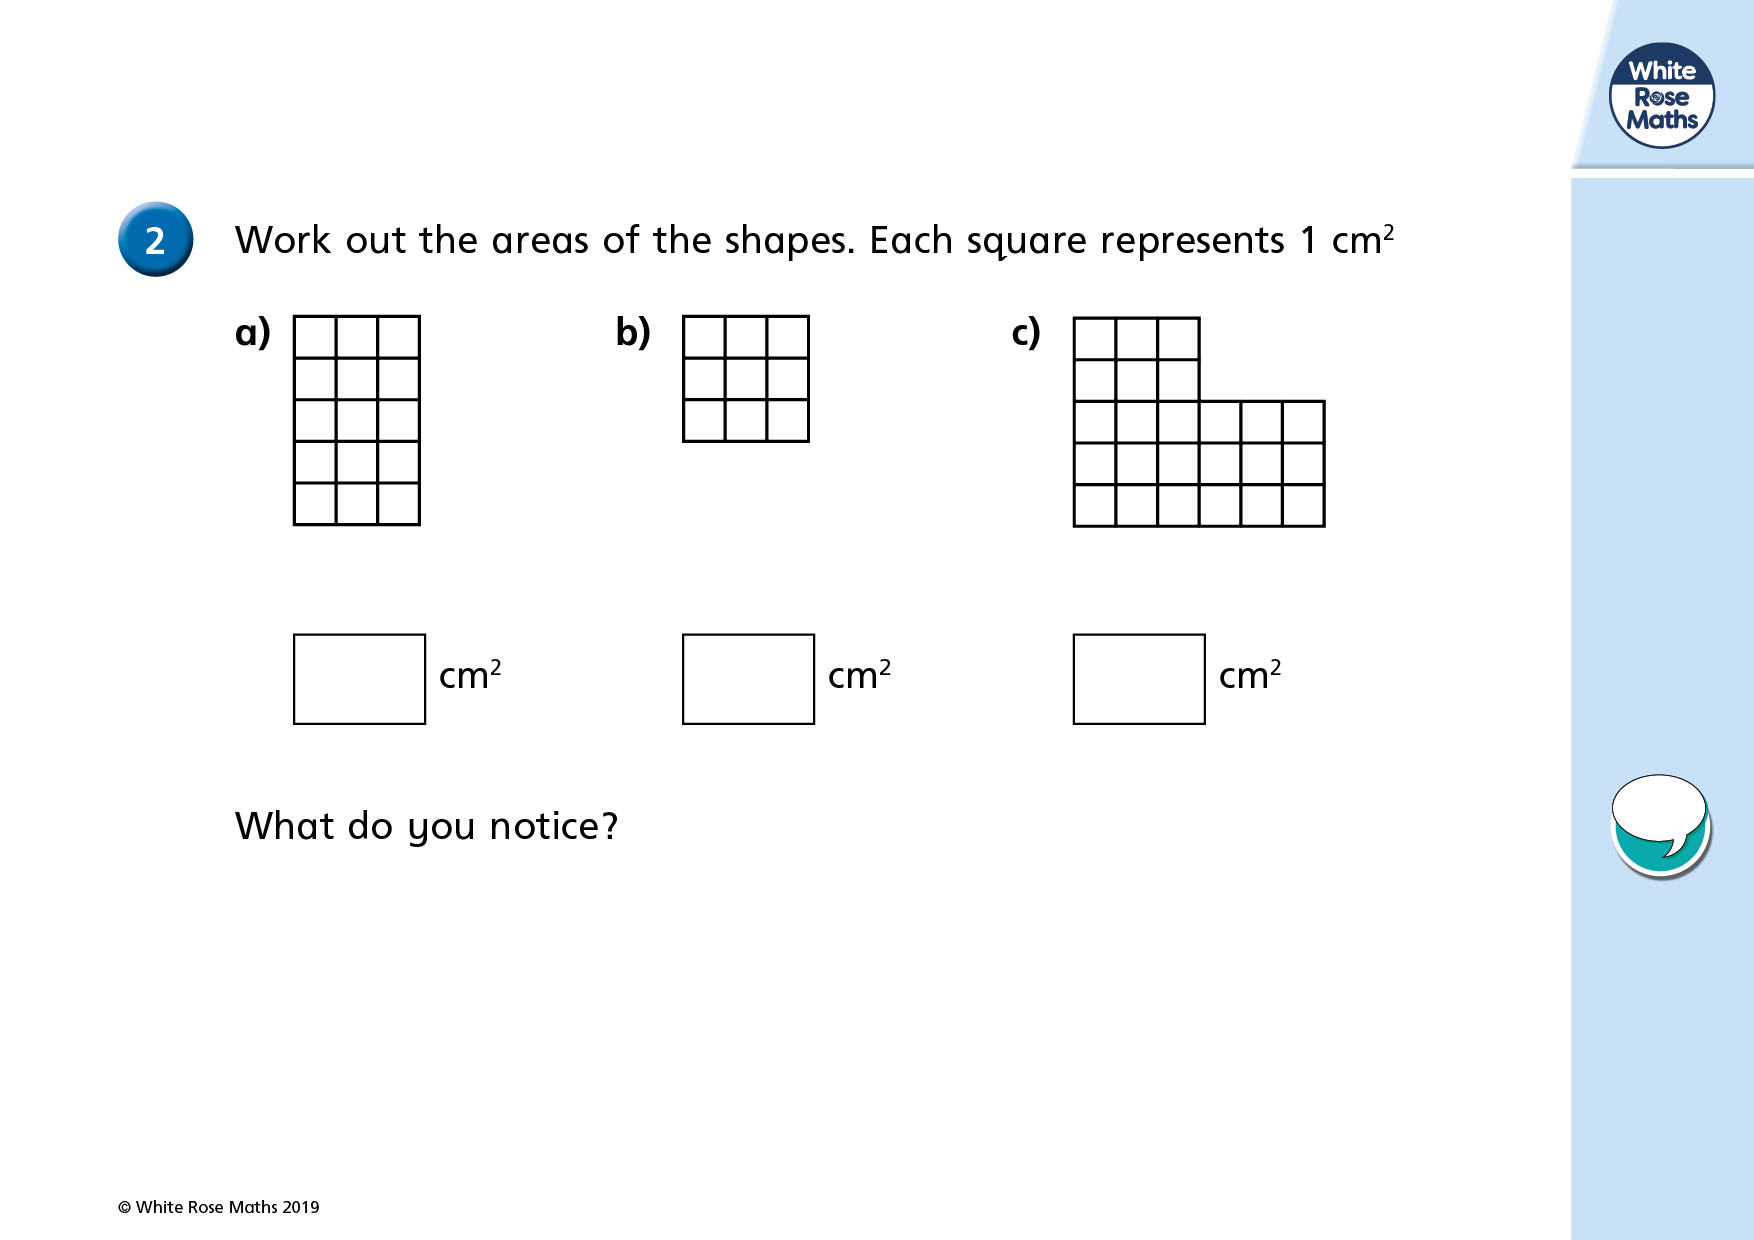 White
Rose
Maths
2 Work out the areas of the shapes. Each square represents 1 cm²
a) b) c)
cm² cm² cm²
What do you notice?
© White Rose Maths 2019